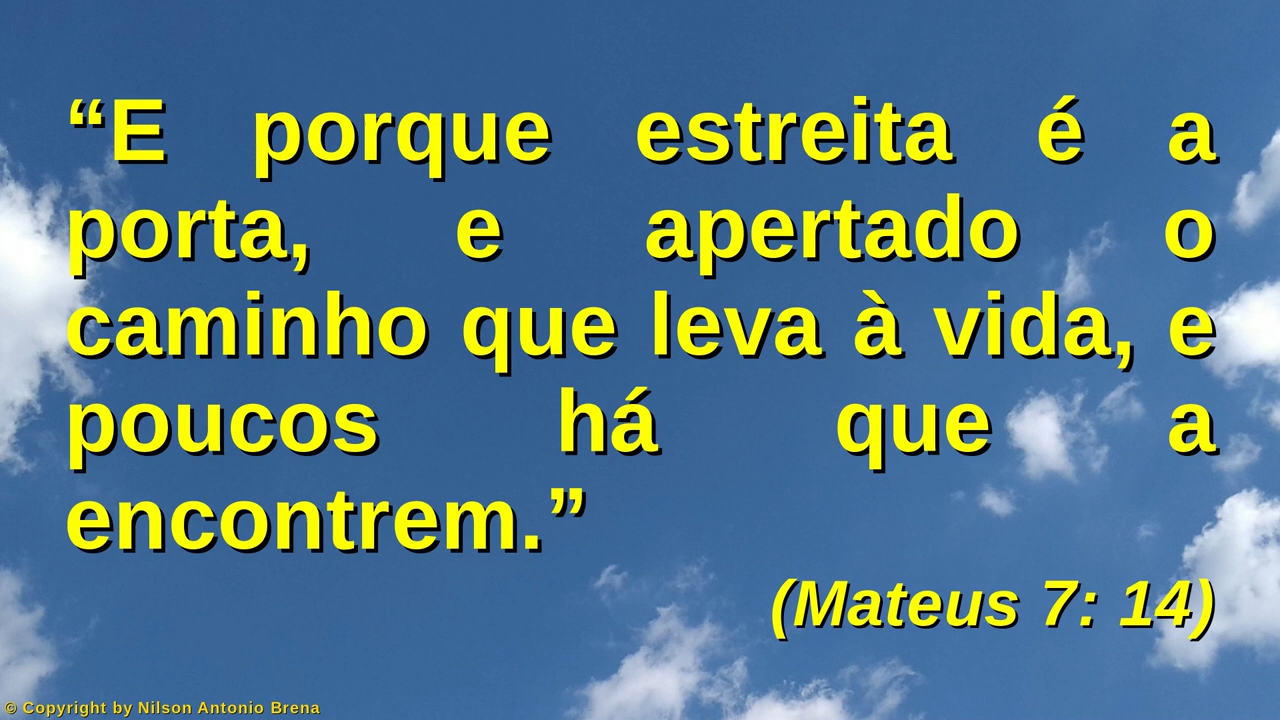 “E porque estreita é a
porta, e apertado o
caminho que leva à vida, e
poucos há que a
encontrem.”
(Mateus 7: 14)
© Copyright by Nilson Antonio Brena